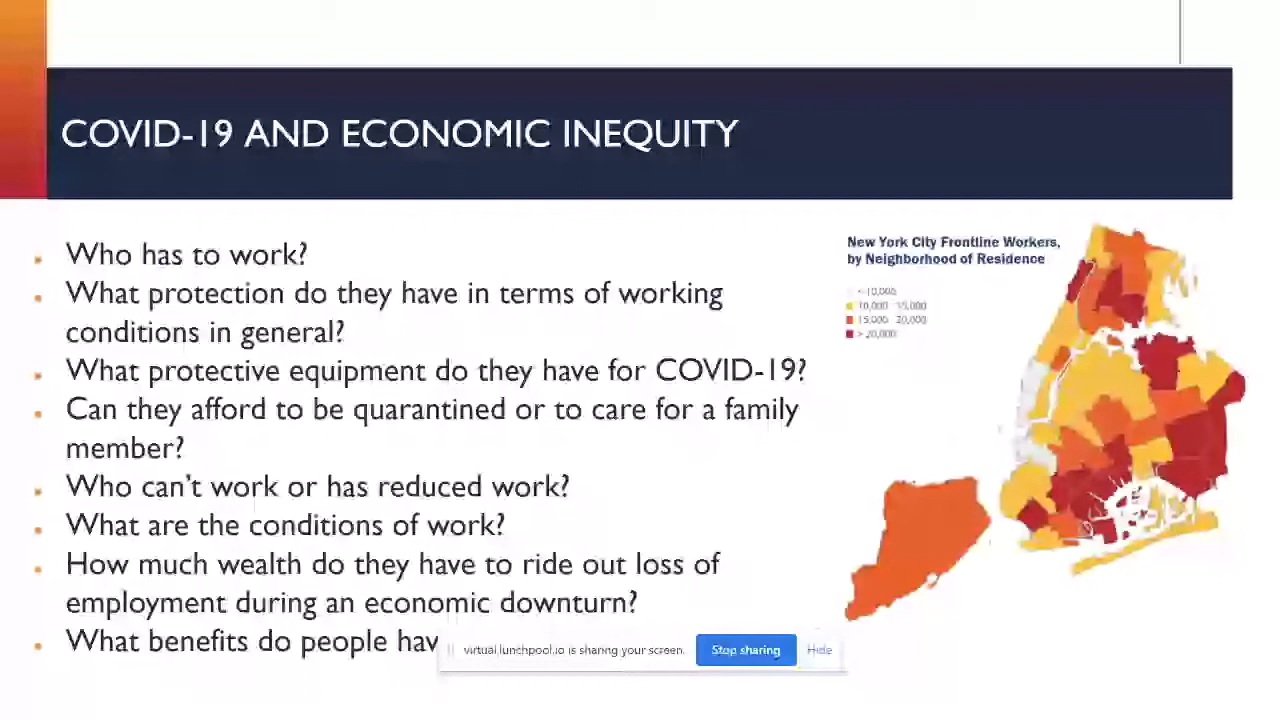 COVID-19 AND ECONOMIC INEQUITY
Who has to work?
What protection do they have in terms of working
conditions in general?
What protective equipment do they have for COVID-19?
Can they afford to be quarantined or to care for a family
member?
Who can't work or has reduced work?
What are the conditions of work?
How much wealth do they have to ride out loss of
employment during an economic downturn?
What benefits do people hav
New York City Frontline Workers,
by Neighborhood of Residence
< 10,000
10,000 - 15,000
15,000 - 20,000
> 20,000
virtual.lunchpool.io is sharing your screen.
Stop sharing
Hide